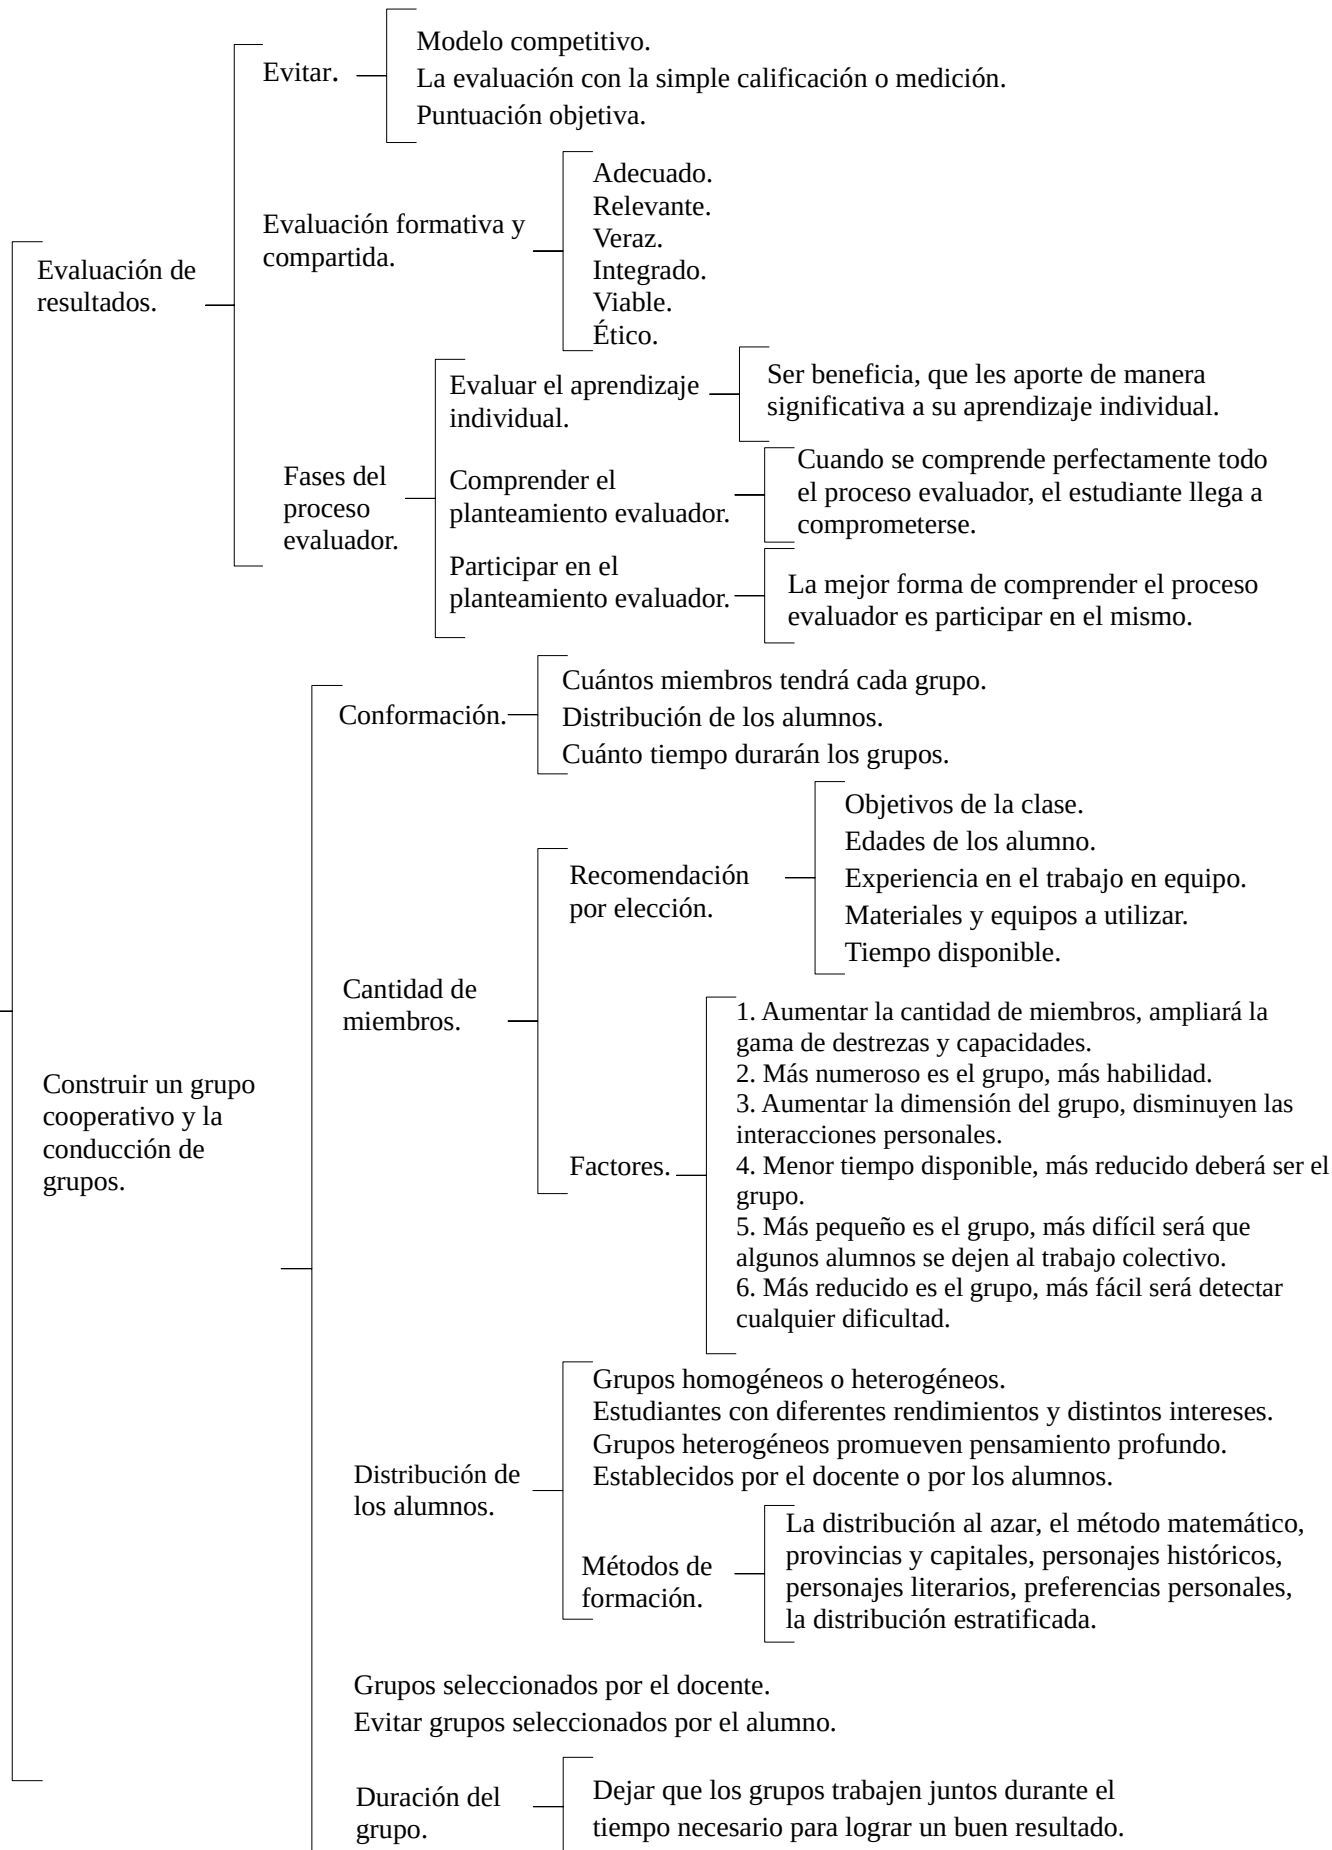 Evaluación de
resultados.
Evitar.
Modelo competitivo.
La evaluación con la simple calificación o medición.
Puntuación objetiva.
Evaluación formativa y
compartida.
Adecuado.
Relevante.
Veraz.
Integrado.
Viable.
Ético.
Fases del
proceso
evaluador.
Evaluar el aprendizaje
individual.
Ser beneficia, que les aporte de manera
significativa a su aprendizaje individual.
Comprender el
planteamiento evaluador.
Cuando se comprende perfectamente todo
el proceso evaluador, el estudiante llega a
comprometerse.
Participar en el
planteamiento evaluador.
La mejor forma de comprender el proceso
evaluador es participar en el mismo.
Construir un grupo
cooperativo y la
conducción de
grupos.
Conformación.
Cuántos miembros tendrá cada grupo.
Distribución de los alumnos.
Cuánto tiempo durarán los grupos.
Cantidad de
miembros.
Recomendación
por elección.
Objetivos de la clase.
Edades de los alumno.
Experiencia en el trabajo en equipo.
Materiales y equipos a utilizar.
Tiempo disponible.
Factores.
1. Aumentar la cantidad de miembros, ampliará la
gama de destrezas y capacidades.
2. Más numeroso es el grupo, más habilidad.
3. Aumentar la dimensión del grupo, disminuyen las
interacciones personales.
4. Menor tiempo disponible, más reducido deberá ser el
grupo.
5. Más pequeño es el grupo, más difícil será que
algunos alumnos se dejen al trabajo colectivo.
6. Más reducido es el grupo, más fácil será detectar
cualquier dificultad.
Distribución de
los alumnos.
Grupos homogéneos o heterogéneos.
Estudiantes con diferentes rendimientos y distintos intereses.
Grupos heterogéneos promueven pensamiento profundo.
Establecidos por el docente o por los alumnos.
Métodos de
formación.
La distribución al azar, el método matemático,
provincias y capitales, personajes históricos,
personajes literarios, preferencias personales,
la distribución estratificada.
Grupos seleccionados por el docente.
Evitar grupos seleccionados por el alumno.
Duración del
grupo.
Dejar que los grupos trabajen juntos durante el
tiempo necesario para lograr un buen resultado.